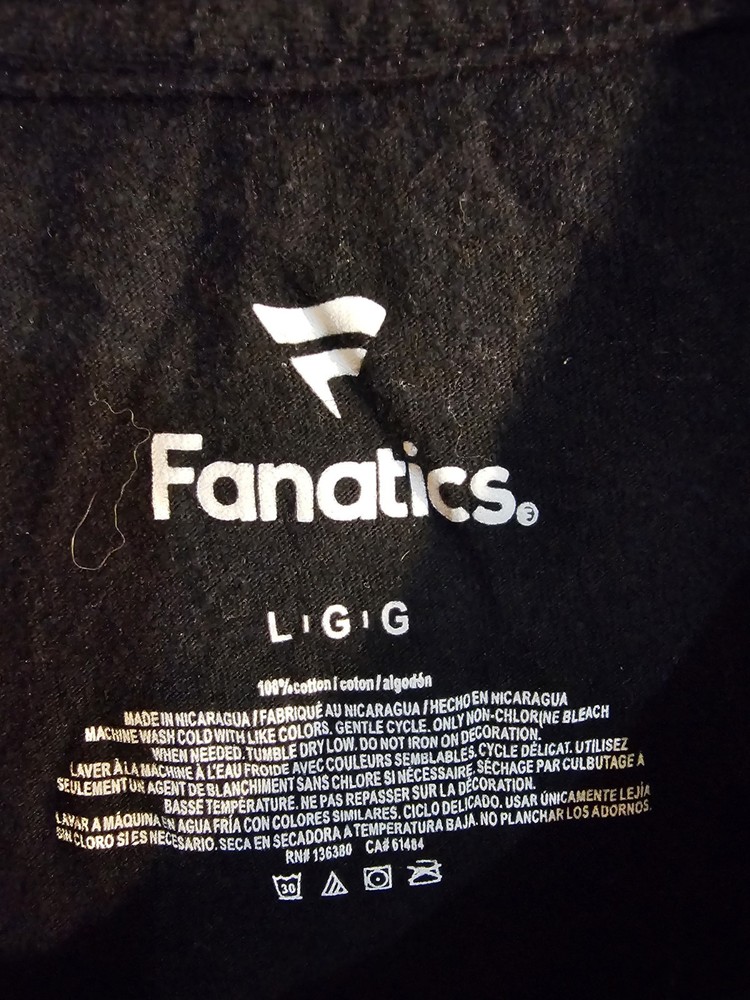 Fanatics
L | G | G
100% cotton / coton / algodón
MADE IN NICARAGUA / FABRIQUÉ AU NICARAGUA / HECHO EN NICARAGUA
MACHINE WASH COLD WITH LIKE COLORS. GENTLE CYCLE. ONLY NON-CHLORINE BLEACH
WHEN NEEDED. TUMBLE DRY LOW. DO NOT IRON ON DECORATION.
LAVER À LA MACHINE À L'EAU FROIDE AVEC COULEURS SEMBLABLES. CYCLE DÉLICAT. UTILISEZ
SEULEMENT UN AGENT DE BLANCHIMENT SANS CHLORE SI NÉCESSAIRE. SÉCHAGE PAR CULBUTAGE À
BASSE TEMPÉRATURE. NE PAS REPASSER SUR LA DÉCORATION.
LAVAR A MÁQUINA EN AGUA FRÍA CON COLORES SIMILARES. CICLO DELICADO. USAR ÚNICAMENTE LEJÍA
SIN CLORO SI ES NECESARIO. SECA EN SECADORA A TEMPERATURA BAJA. NO PLANCHAR LOS ADORNOS.
RN# 136380 CA# 61484
30